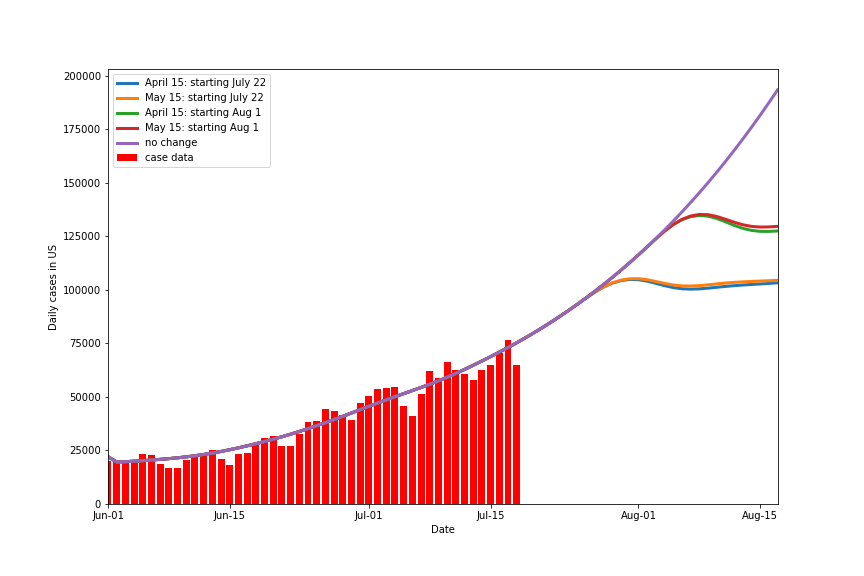 200000
175000
150000
125000
100000
75000
50000
25000
0
Daily cases in US
April 15: starting July 22
May 15: starting July 22
April 15: starting Aug 1
May 15: starting Aug 1
no change
case data
Jun-01 Jun-15 Jul-01 Jul-15 Aug-01 Aug-15
Date